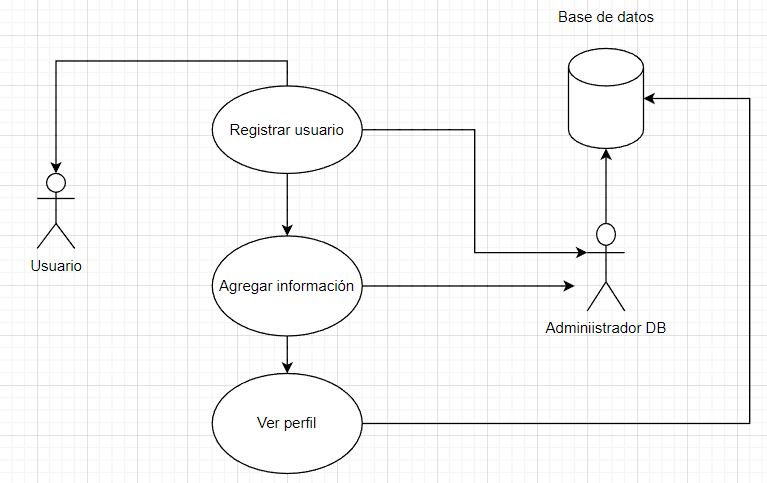 Base de datos
Registrar usuario
Usuario
Agregar información
Adminiistrador DB
Ver perfil